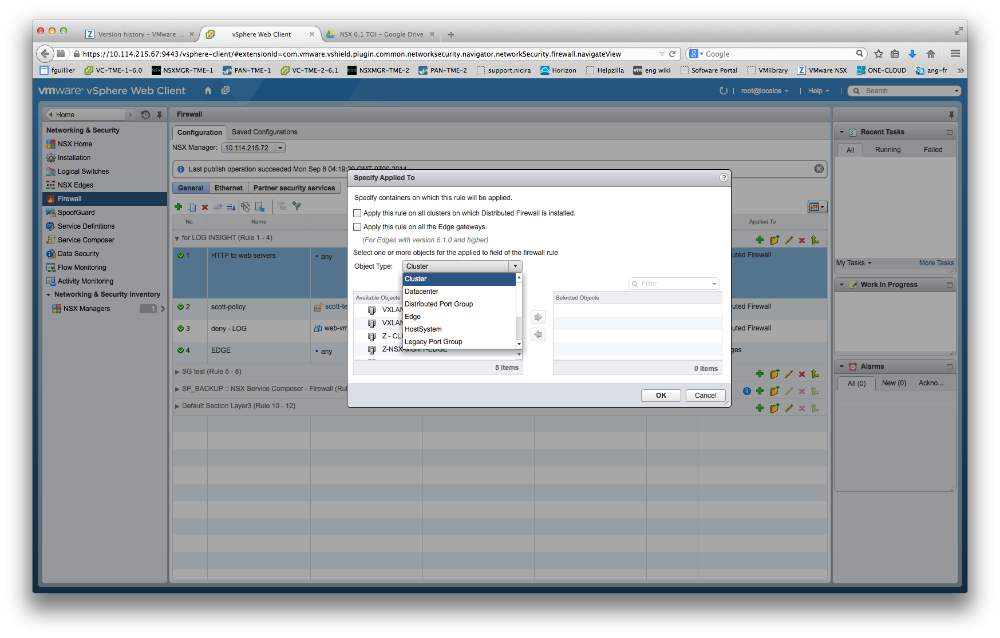 Version history - VMware ...
vSphere Web Client
NSX 6.1 TOI - Google Drive
https://10.114.215.67:9443/vsphere-client/#extensionId=com.vmware.vshield.plugin.common.networksecurity.navigator.networkSecurity.firewall.navigateView
Google
fguillier VC-TME-1-6.0 NSXMGR-TME-1 PAN-TME-1 VC-TME-2-6.1 NSXMGR-TME-2 PAN-TME-2 support.nicira Horizon Helpzilla eng wiki Software Portal VMlibrary VMware NSX ONE-CLOUD ang-fr
vmware® vSphere Web Client
root@localos
Help
Search
Home
Networking & Security
NSX Home
Installation
Logical Switches
NSX Edges
Firewall
SpoofGuard
Service Definitions
Service Composer
Data Security
Flow Monitoring
Activity Monitoring
Networking & Security Inventory
NSX Managers 1
Firewall
Configuration Saved Configurations
NSX Manager: 10.114.215.72
Last publish operation succeeded Mon Sep 8 04:19:29 GMT-0700 2014
General Ethernet Partner security services
No. Name Applied To
for LOG INSIGHT (Rule 1 - 4)
1 HTTP to web servers * any uted Firewall
2 scott-policy scott-te uted Firewall
3 deny - LOG web-vm uted Firewall
4 EDGE * any ges
SG test (Rule 5 - 8)
SP_BACKUP :: NSX Service Composer - Firewall (Ru
Default Section Layer3 (Rule 10 - 12)
Specify Applied To
Specify containers on which this rule will be applied.
Apply this rule on all clusters on which Distributed Firewall is installed.
Apply this rule on all the Edge gateways.
(For Edges with version 6.1.0 and higher)
Select one or more objects for the applied to field of the firewall rule
Object Type: Cluster
Cluster
Datacenter
Distributed Port Group
Edge
HostSystem
Legacy Port Group
Filter
Available Objects
VXLAN
VXLAN
Z - CLU
Z-NSX-MGMT-EDGE
5 items
Selected Objects
0 items
OK Cancel
Recent Tasks
All Running Failed
My Tasks More Tasks
Work In Progress
Alarms
All (0) New (0) Ackno...